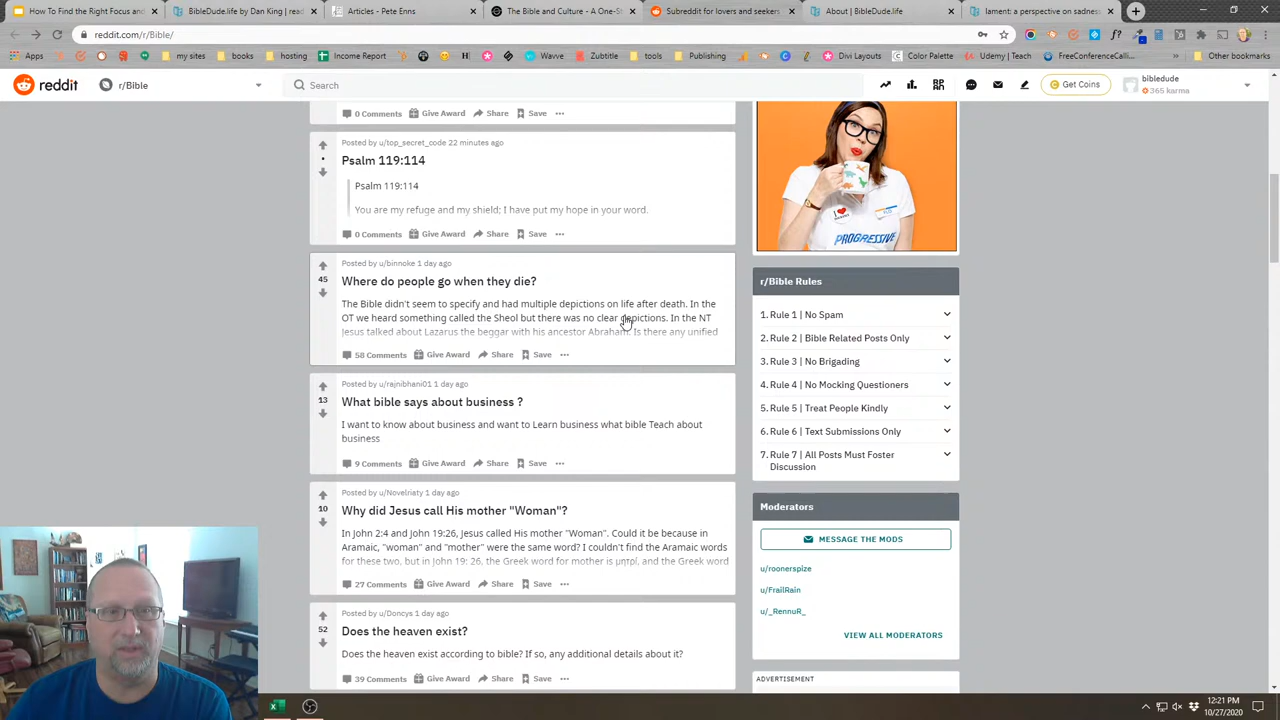 Slides - How to Find the Right Focus and
BibleDude.life by Dan King | read
Articles - Pete Enns
The Bible and Culture - A One-St
Subreddit for lovers and seekers
About | BibleDude.life
lament: a perspective on sadness
reddit.com/r/Bible/
Apps
my sites
books
hosting
Income Report
Wavve
Zubtitle
tools
Publishing
Divi Layouts
Color Palette
Udemy | Teach
FreeConferenceCall...
Other bookmarks
reddit
r/Bible
Search
Get Coins
bibledude
365 karma
0 Comments Give Award Share Save
Posted by u/top_secret_code 22 minutes ago
Psalm 119:114
Psalm 119:114
You are my refuge and my shield; I have put my hope in your word.
0 Comments Give Award Share Save
Posted by u/binnoke 1 day ago
45
Where do people go when they die?
The Bible didn't seem to specify and had multiple depictions on life after death. In the
OT we heard something called the Sheol but there was no clear depictions. In the NT
Jesus talked about Lazarus the beggar with his ancestor Abraham. Is there any unified
58 Comments Give Award Share Save
Posted by u/rajnibhani01 1 day ago
13
What bible says about business ?
I want to know about business and want to Learn business what bible Teach about
business
9 Comments Give Award Share Save
Posted by u/Novelriaty 1 day ago
10
Why did Jesus call His mother "Woman"?
In John 2:4 and John 19:26, Jesus called His mother "Woman". Could it be because in
Aramaic, "woman" and "mother" were the same word? I couldn't find the Aramaic words
for these two, but in John 19: 26, the Greek word for mother is μητρί, and the Greek word
27 Comments Give Award Share Save
Posted by u/Doncys 1 day ago
52
Does the heaven exist?
Does the heaven exist according to bible? If so, any additional details about it?
39 Comments Give Award Share Save
PROGRESSIVE
r/Bible Rules
1. Rule 1 | No Spam
2. Rule 2 | Bible Related Posts Only
3. Rule 3 | No Brigading
4. Rule 4 | No Mocking Questioners
5. Rule 5 | Treat People Kindly
6. Rule 6 | Text Submissions Only
7. Rule 7 | All Posts Must Foster
Discussion
Moderators
MESSAGE THE MODS
u/roonerspize
u/FrailRain
u/_RennuR_
VIEW ALL MODERATORS
ADVERTISEMENT
12:21 PM
10/27/2020